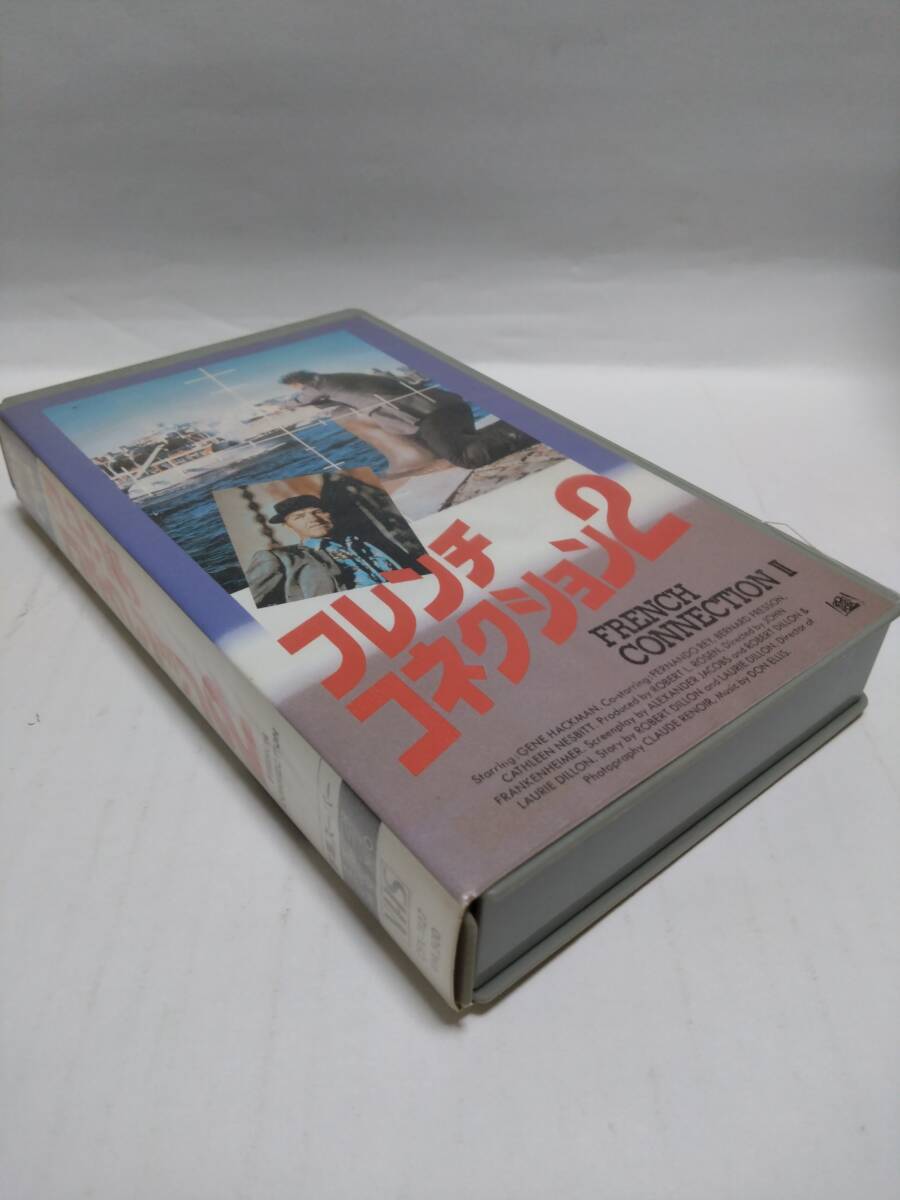 フレンチ
コネクション2
FRENCH
CONNECTION II
Starring: GENE HACKMAN, Co-starring: FERNANDO REY, BERNARD FRESSON,
CATHLEEN NESBITT. Produced by ROBERT L. ROSEN, Directed by JOHN
FRANKENHEIMER. Screenplay by ALEXANDER JACOBS and ROBERT DILLON &
LAURIE DILLON, Story by ROBERT DILLON and LAURIE DILLON, Director of
Photography CLAUDE RENOIR. Music by DON ELLIS.
VHS